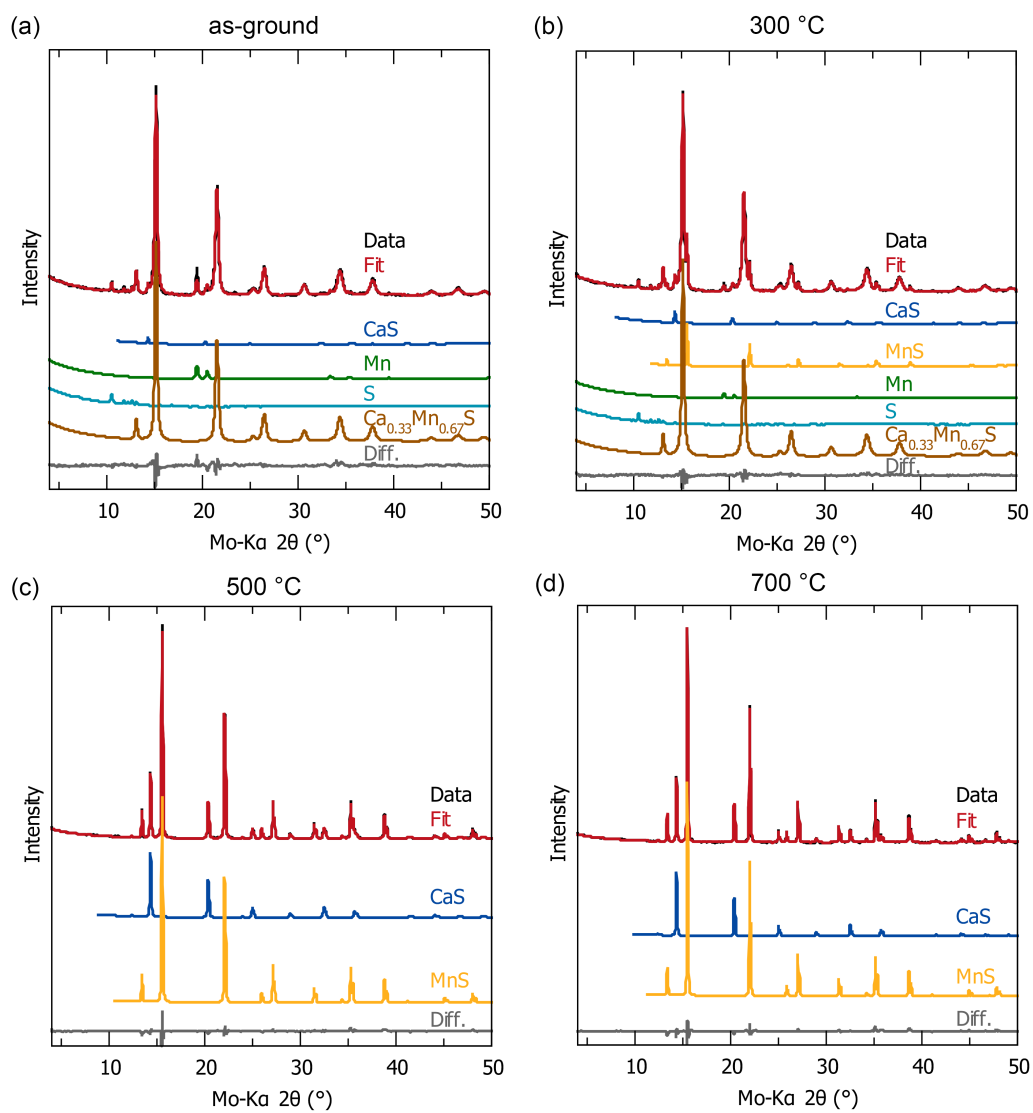 (a) as-ground
Intensity
Data
Fit
CaS
Mn
S
Ca0.33Mn0.67S
Diff.
10 20 30 40 50
Mo-Kα 2θ (°)
(b) 300 °C
Intensity
Data
Fit
CaS
MnS
Mn
S
Ca0.33Mn0.67S
Diff.
10 20 30 40 50
Mo-Kα 2θ (°)
(c) 500 °C
Intensity
Data
Fit
CaS
MnS
Diff.
10 20 30 40 50
Mo-Kα 2θ (°)
(d) 700 °C
Intensity
Data
Fit
CaS
MnS
Diff.
10 20 30 40 50
Mo-Kα 2θ (°)